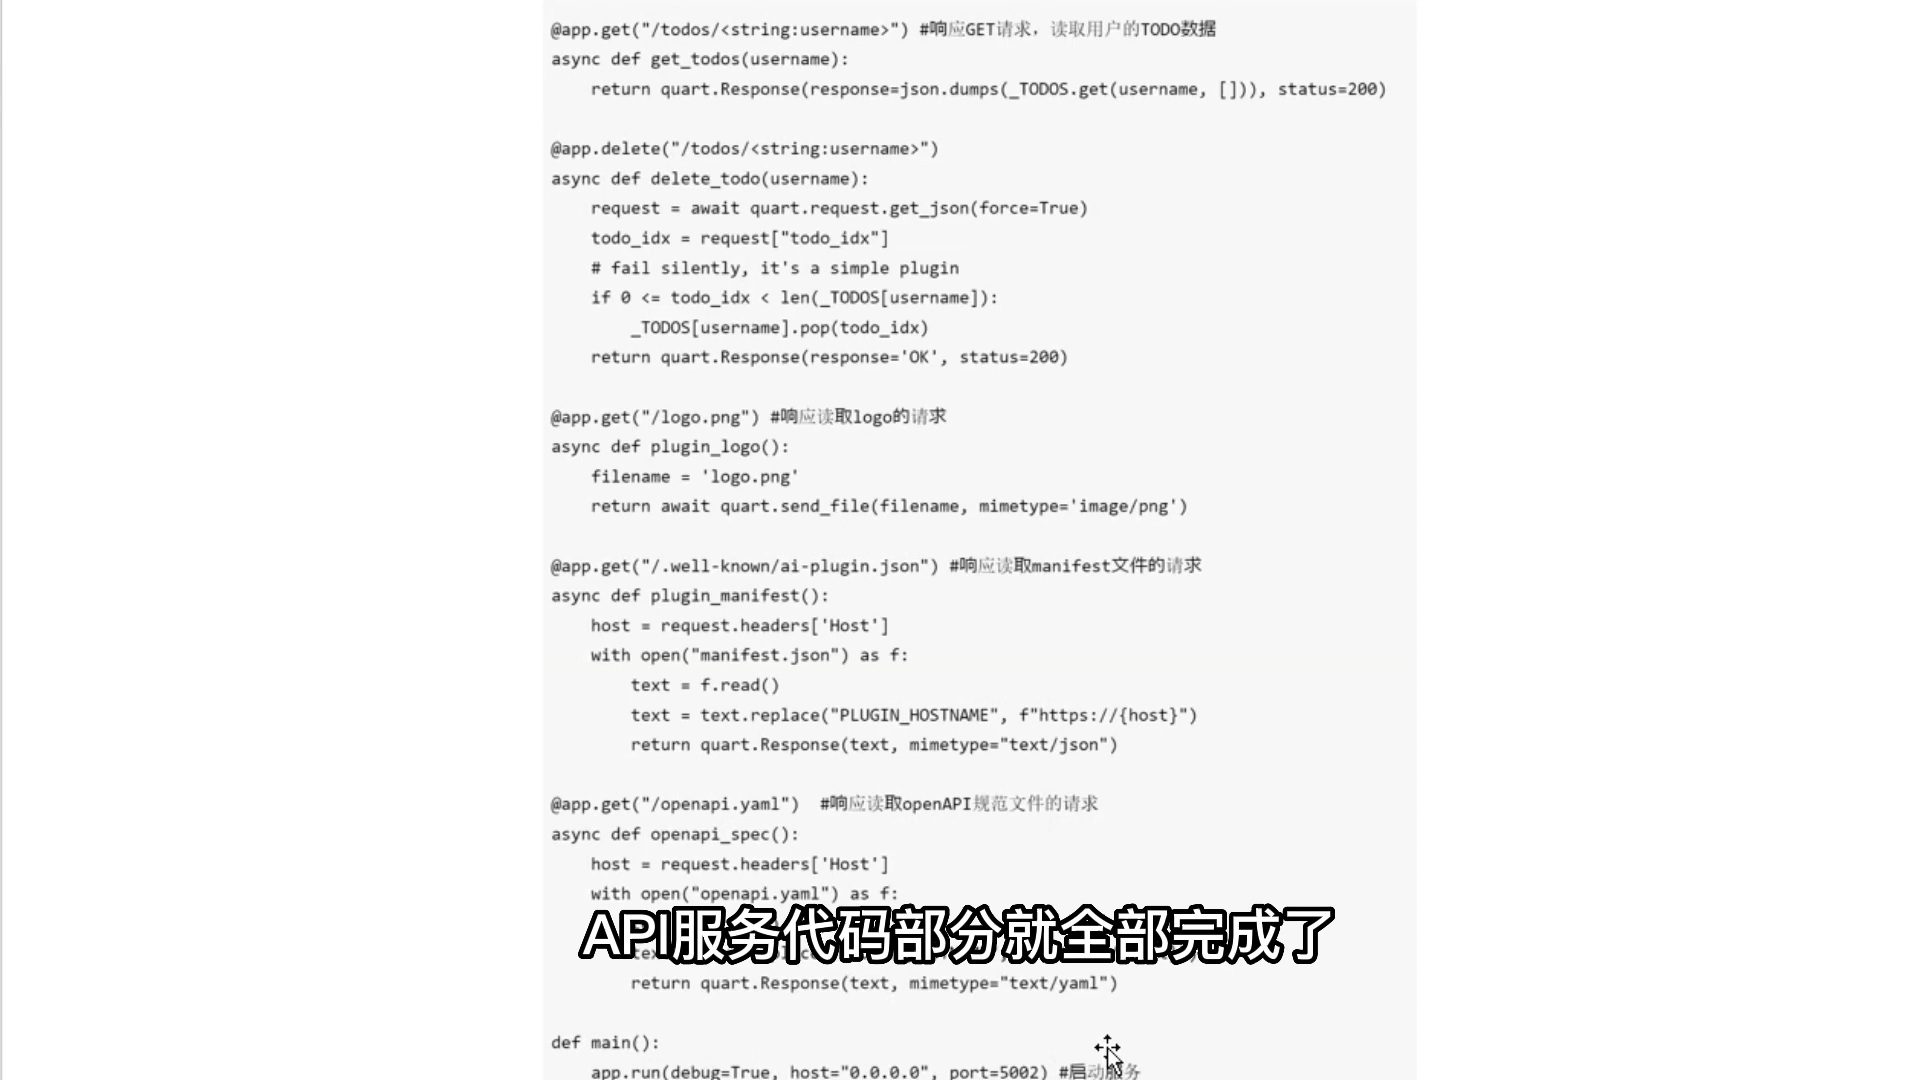 @app.get("/todos/<string:username>") #响应GET请求，读取用户的TODO数据
async def get_todos(username):
    return quart.Response(response=json.dumps(_TODOS.get(username, [])), status=200)
@app.delete("/todos/<string:username>")
async def delete_todo(username):
    request = await quart.request.get_json(force=True)
    todo_idx = request["todo_idx"]
    # fail silently, it's a simple plugin
    if 0 <= todo_idx < len(_TODOS[username]):
        _TODOS[username].pop(todo_idx)
    return quart.Response(response='OK', status=200)
@app.get("/logo.png") #响应读取logo的请求
async def plugin_logo():
    filename = 'logo.png'
    return await quart.send_file(filename, mimetype='image/png')
@app.get("/.well-known/ai-plugin.json") #响应读取manifest文件的请求
async def plugin_manifest():
    host = request.headers['Host']
    with open("manifest.json") as f:
        text = f.read()
        text = text.replace("PLUGIN_HOSTNAME", f"https://{host}")
        return quart.Response(text, mimetype="text/json")
@app.get("/openapi.yaml")  #响应读取openAPI规范文件的请求
async def openapi_spec():
    host = request.headers['Host']
    with open("openapi.yaml") as f:
API服务代码部分就全部完成了
        return quart.Response(text, mimetype="text/yaml")
def main():
    app.run(debug=True, host="0.0.0.0", port=5002) #启动服务